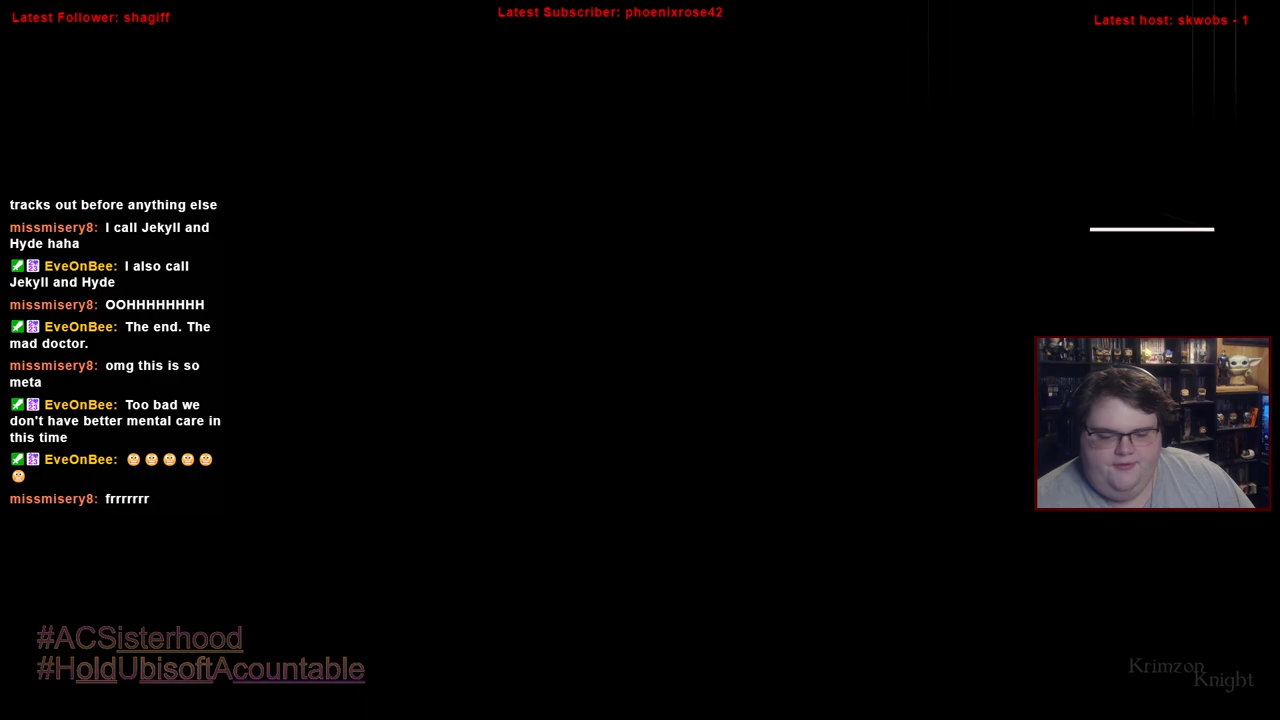 Latest Follower: shagiff
Latest Subscriber: phoenixrose42
Latest host: skwobs - 1
tracks out before anything else
missmisery8: I call Jekyll and
Hyde haha
EveOnBee: I also call
Jekyll and Hyde
missmisery8: OOHHHHHHHH
EveOnBee: The end. The
mad doctor.
missmisery8: omg this is so
meta
EveOnBee: Too bad we
don't have better mental care in
this time
EveOnBee:
missmisery8: frrrrrrr
#ACSisterhood
#HoldUbisoftAcountable
Krimzon
Knight